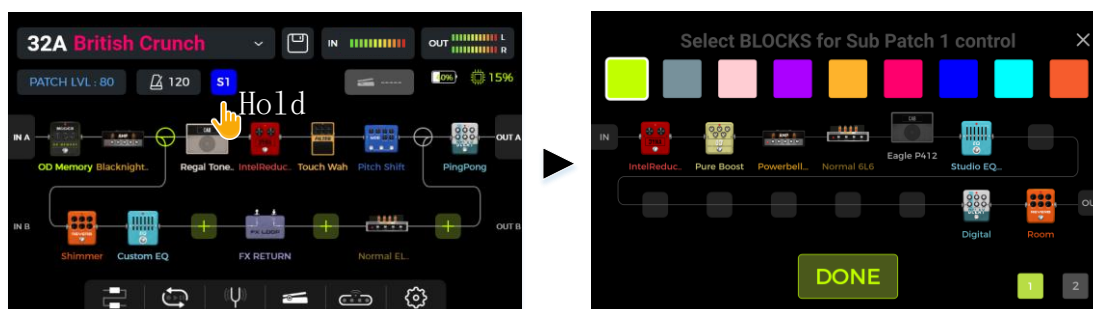 32A British Crunch
IN
OUT
L
R
PATCH LVL : 80
120
S1
-----
40%
15%
Hold
IN A
OUT A
OD Memory
Blacknight..
Regal Tone..
IntelReduc..
Touch Wah
Pitch Shift
PingPong
IN B
OUT B
Shimmer
Custom EQ
FX LOOP
FX RETURN
Normal EL..
Select BLOCKS for Sub Patch 1 control
IN
IntelReduc..
Pure Boost
Powerbell...
Normal 6L6
Eagle P412
Studio EQ..
OU
Digital
Room
DONE
1
2